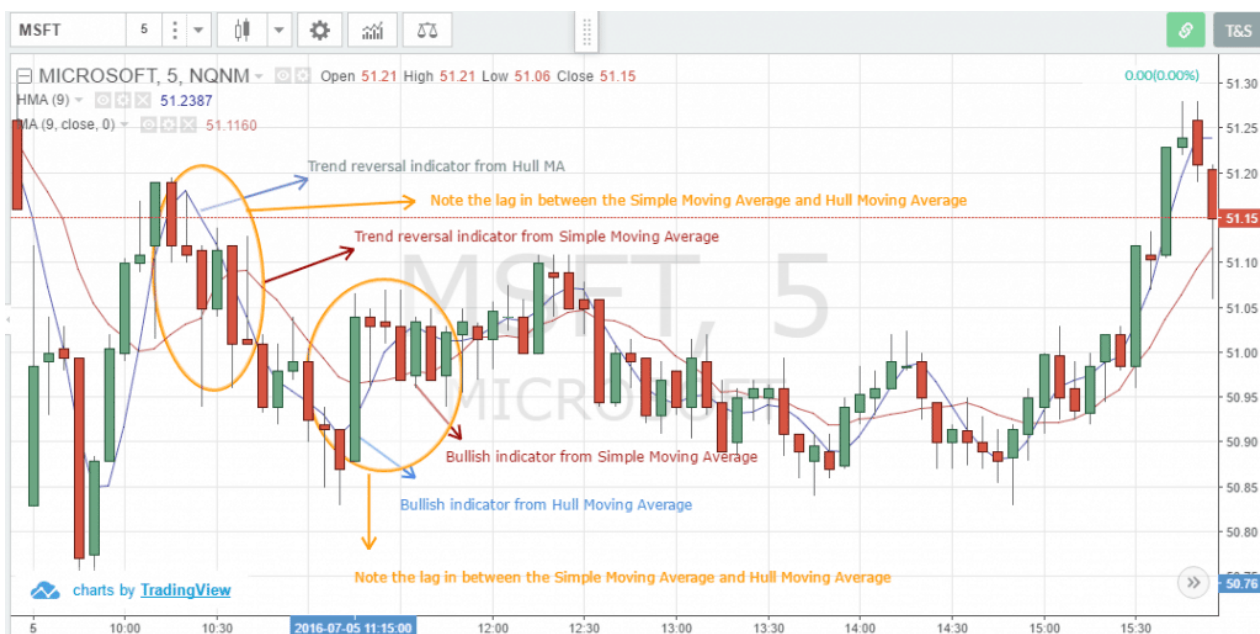 MSFT 5 T&S
MICROSOFT, 5, NQNM Open 51.21 High 51.21 Low 51.06 Close 51.15 0.00(0.00%)
HMA (9) 51.2387
MA (9, close, 0) 51.1160
Trend reversal indicator from Hull MA
Note the lag in between the Simple Moving Average and Hull Moving Average
Trend reversal indicator from Simple Moving Average
MSFT, 5
MICROSOFT
Bullish indicator from Simple Moving Average
Bullish indicator from Hull Moving Average
Note the lag in between the Simple Moving Average and Hull Moving Average
charts by TradingView
51.30
51.25
51.20
51.15
51.10
51.05
51.00
50.95
50.90
50.85
50.80
50.76
5 10:00 10:30 2016-07-05 11:15:00 12:00 12:30 13:00 13:30 14:00 14:30 15:00 15:30